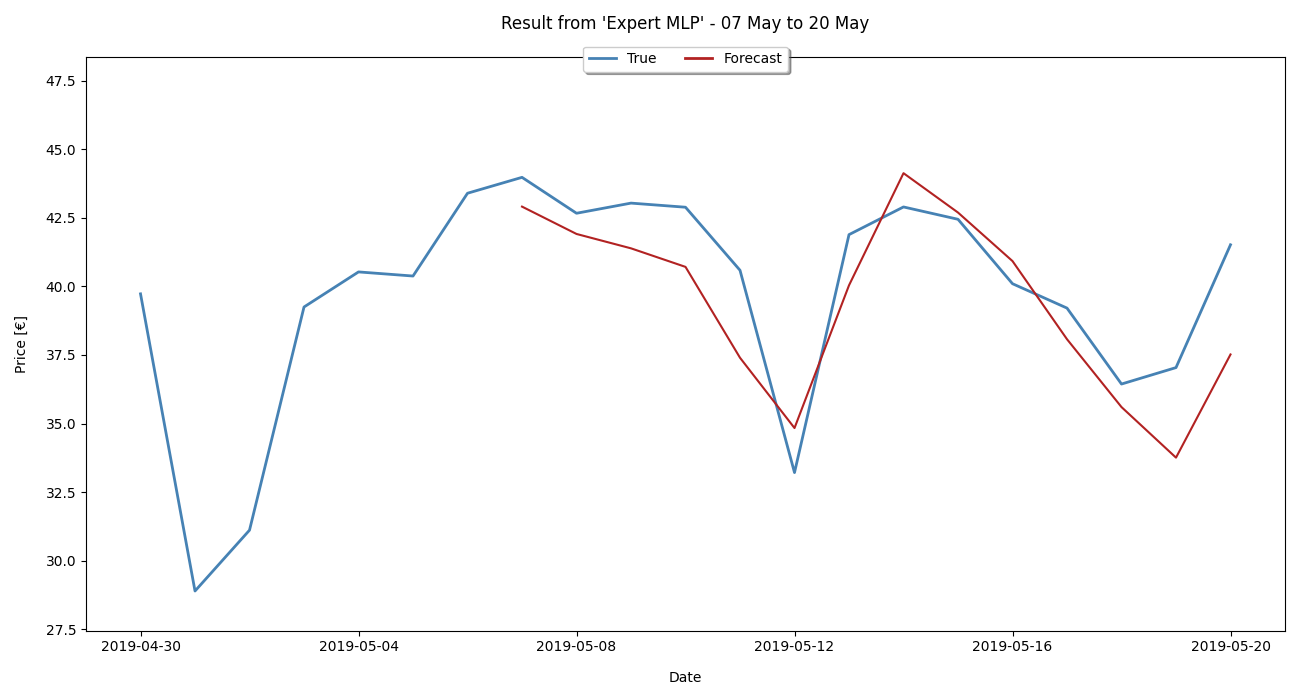 Result from 'Expert MLP' - 07 May to 20 May
True Forecast
47.5
45.0
42.5
40.0
37.5
35.0
32.5
30.0
27.5
Price [€]
2019-04-30 2019-05-04 2019-05-08 2019-05-12 2019-05-16 2019-05-20
Date